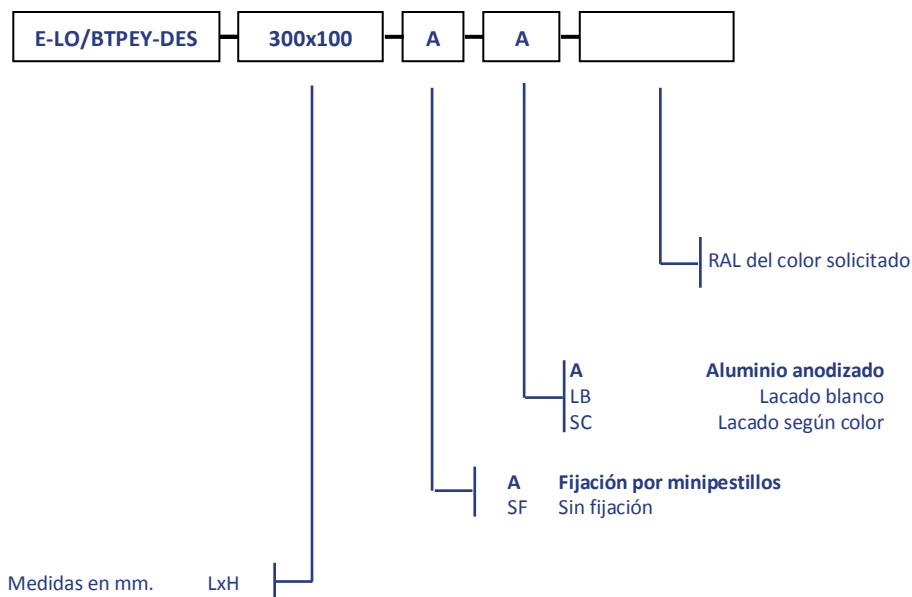 E-LO/BTPEY-DES 300x100 A A
RAL del color solicitado
A Aluminio anodizado
LB Lacado blanco
SC Lacado según color
A Fijación por minipestillos
SF Sin fijación
Medidas en mm. LxH